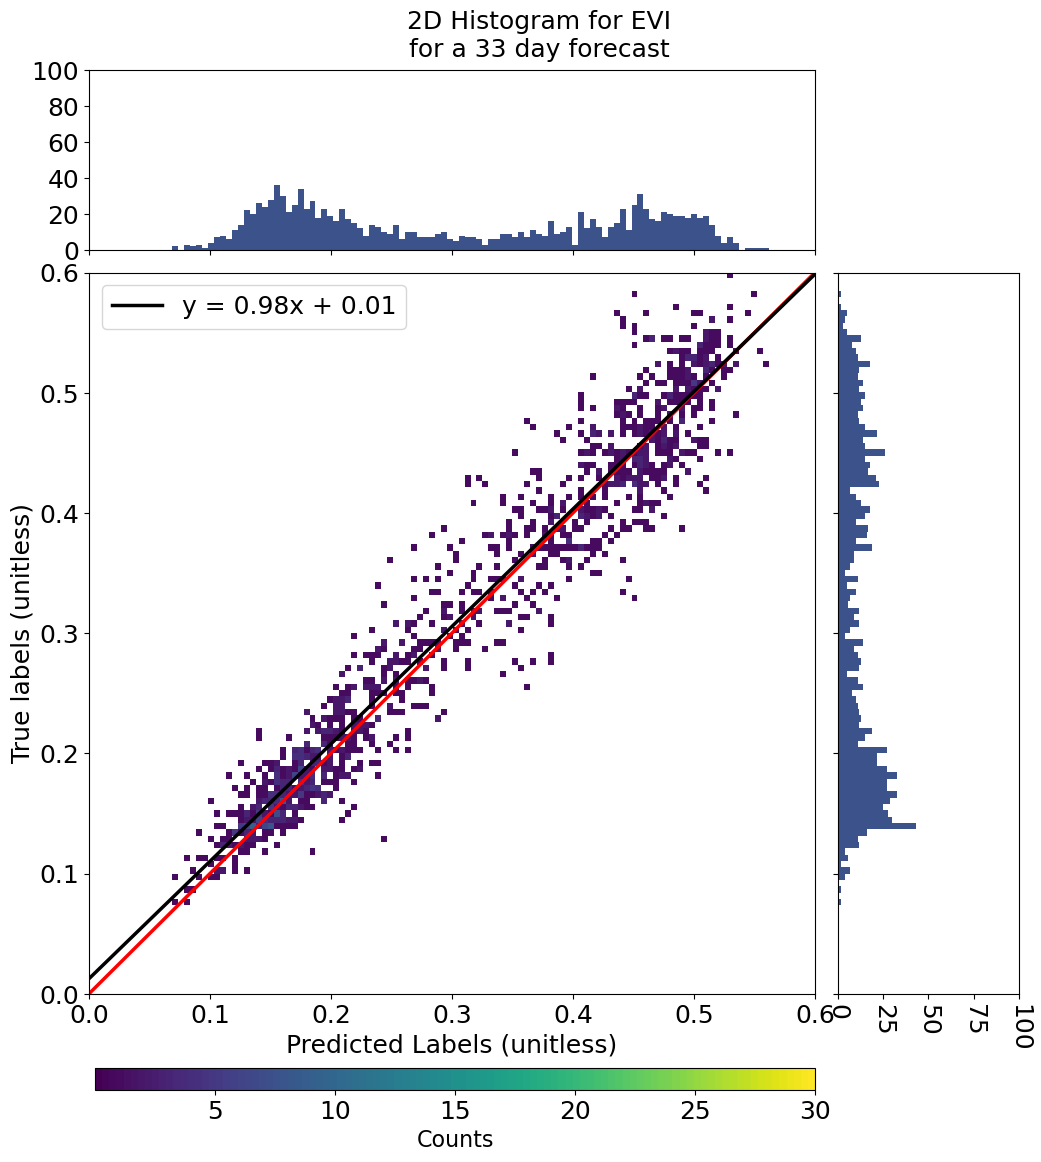 2D Histogram for EVI
for a 33 day forecast
100
80
60
40
20
0
0.6
0.5
0.4
0.3
0.2
0.1
0.0
True labels (unitless)
y = 0.98x + 0.01
0.0 0.1 0.2 0.3 0.4 0.5 0.6
Predicted Labels (unitless)
0 25 50 75 100
5 10 15 20 25 30
Counts